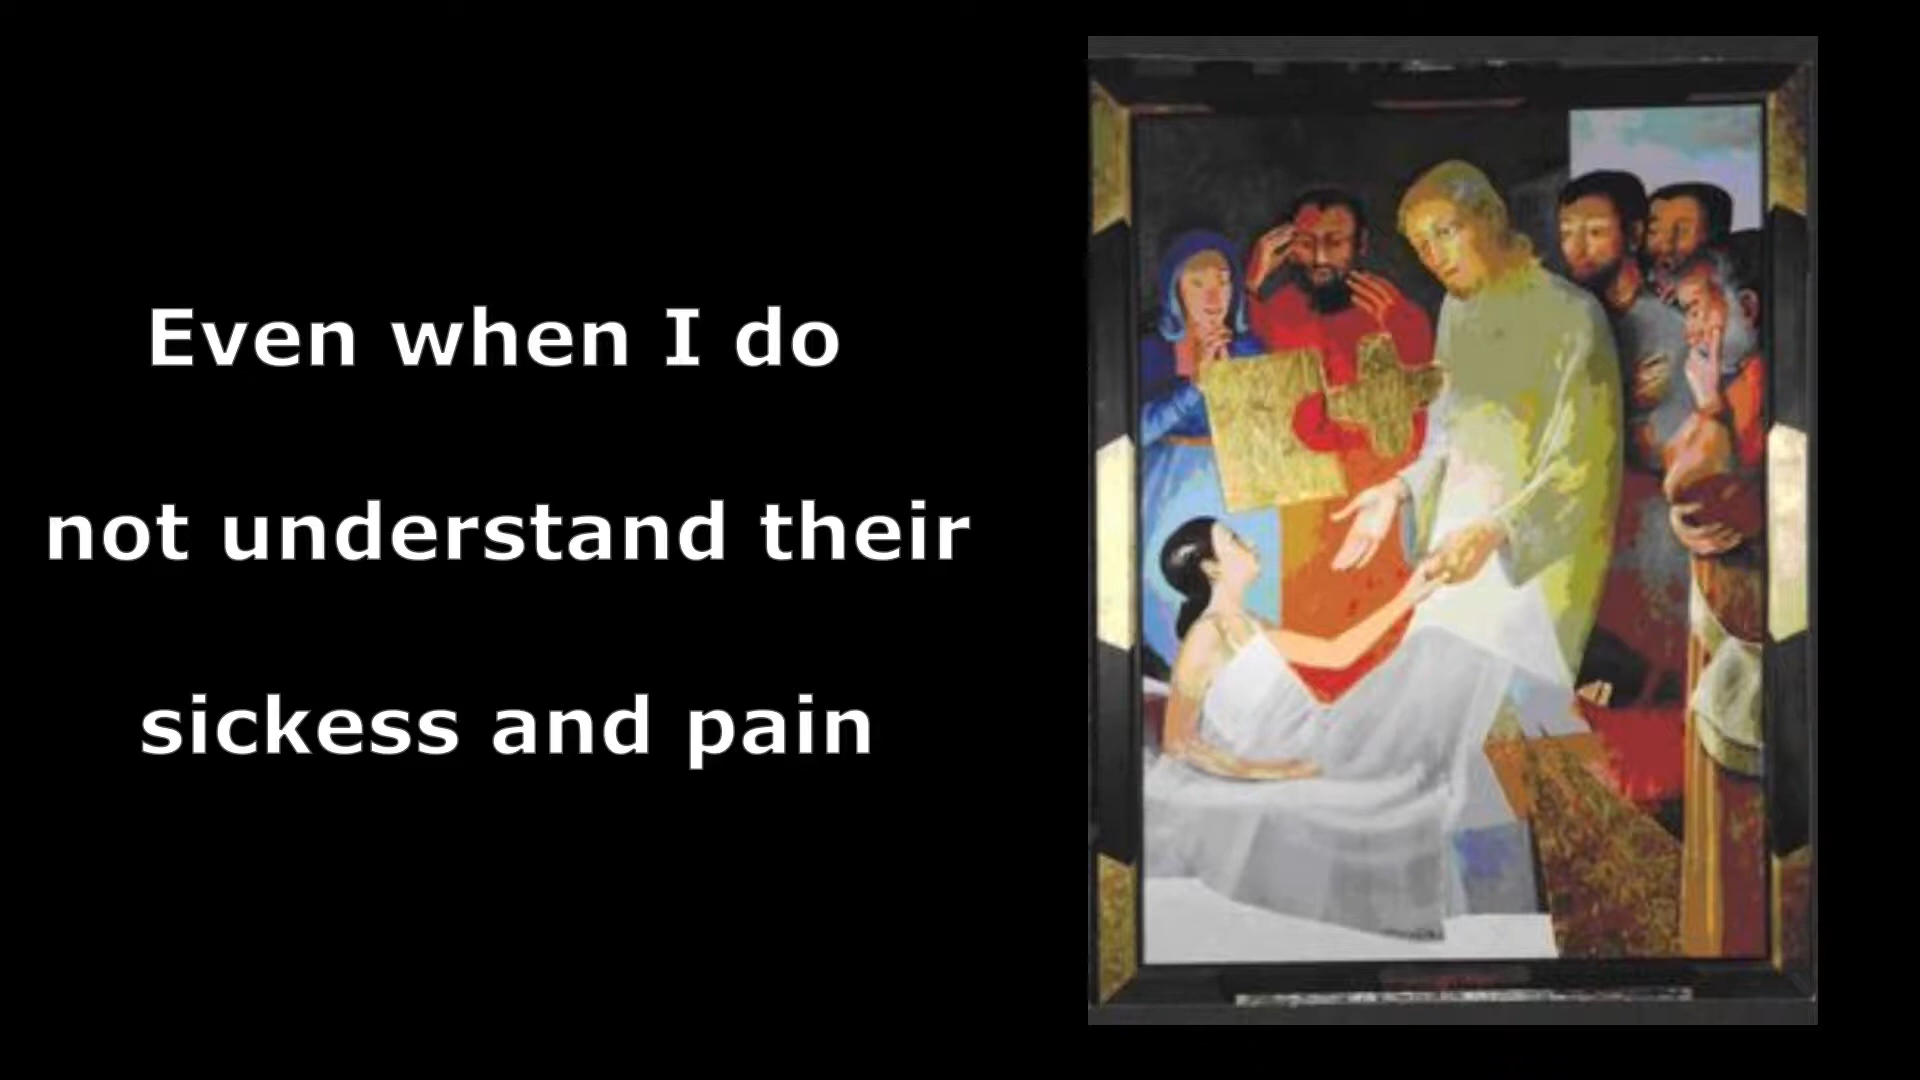 Even when I do
not understand their
sickess and pain